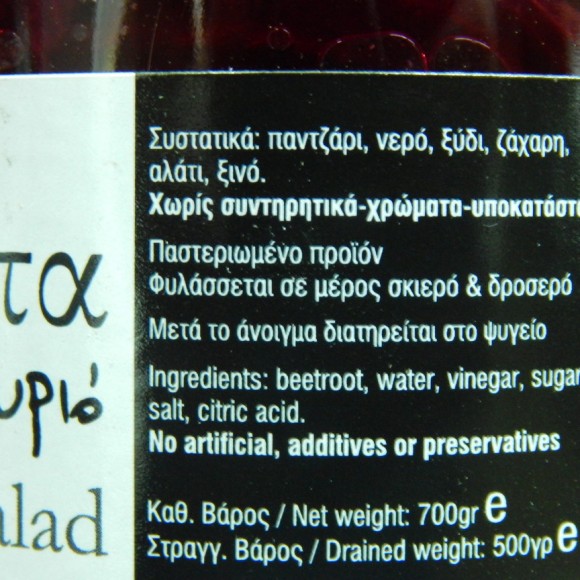 Συστατικά: παντζάρι, νερό, ξύδι, ζάχαρη,
αλάτι, ξινό.
Χωρίς συντηρητικά-χρώματα-υποκατάστα
Παστεριωμένο προϊόν
Φυλάσσεται σε μέρος σκιερό & δροσερό
Μετά το άνοιγμα διατηρείται στο ψυγείο
Ingredients: beetroot, water, vinegar, sugar
salt, citric acid.
No artificial, additives or preservatives
Καθ. Βάρος / Net weight: 700gr e
Στραγγ. Βάρος / Drained weight: 500γρ e
τα
υριό
alad